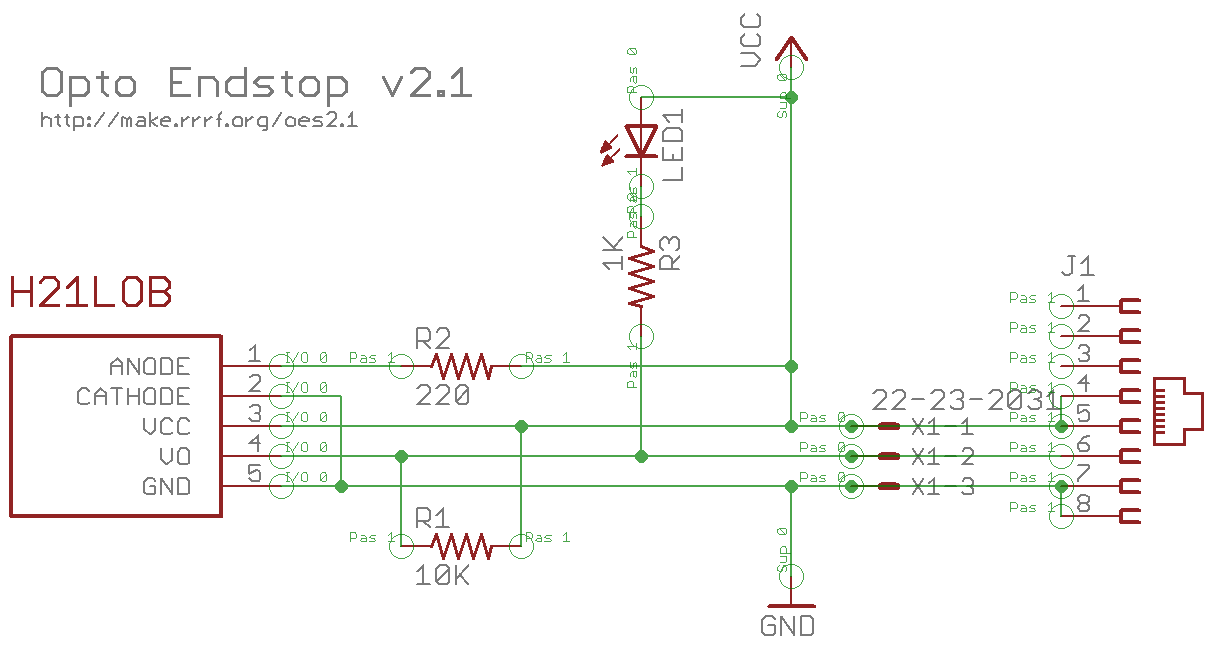 Opto Endstop v2.1
http://make.rrrf.org/oes2.1
VCC
Sup 0
Pas 0
LED1
Pas 1
Pas 0
1K
R3
Pas 1
H21LOB
ANODE 1 I/O 0
CATHODE 2 I/O 0
VCC 3 I/O 0
VO 4 I/O 0
GND 5 I/O 0
R2
Pas 1 Pas 1
220
R1
Pas 1 Pas 1
10K
22-23-2031
Pas 0 X1-1
Pas 0 X1-2
Pas 0 X1-3
J1
Pas 1 1
Pas 1 2
Pas 1 3
Pas 1 4
Pas 1 5
Pas 1 6
Pas 1 7
Pas 1 8
Sup 0
GND